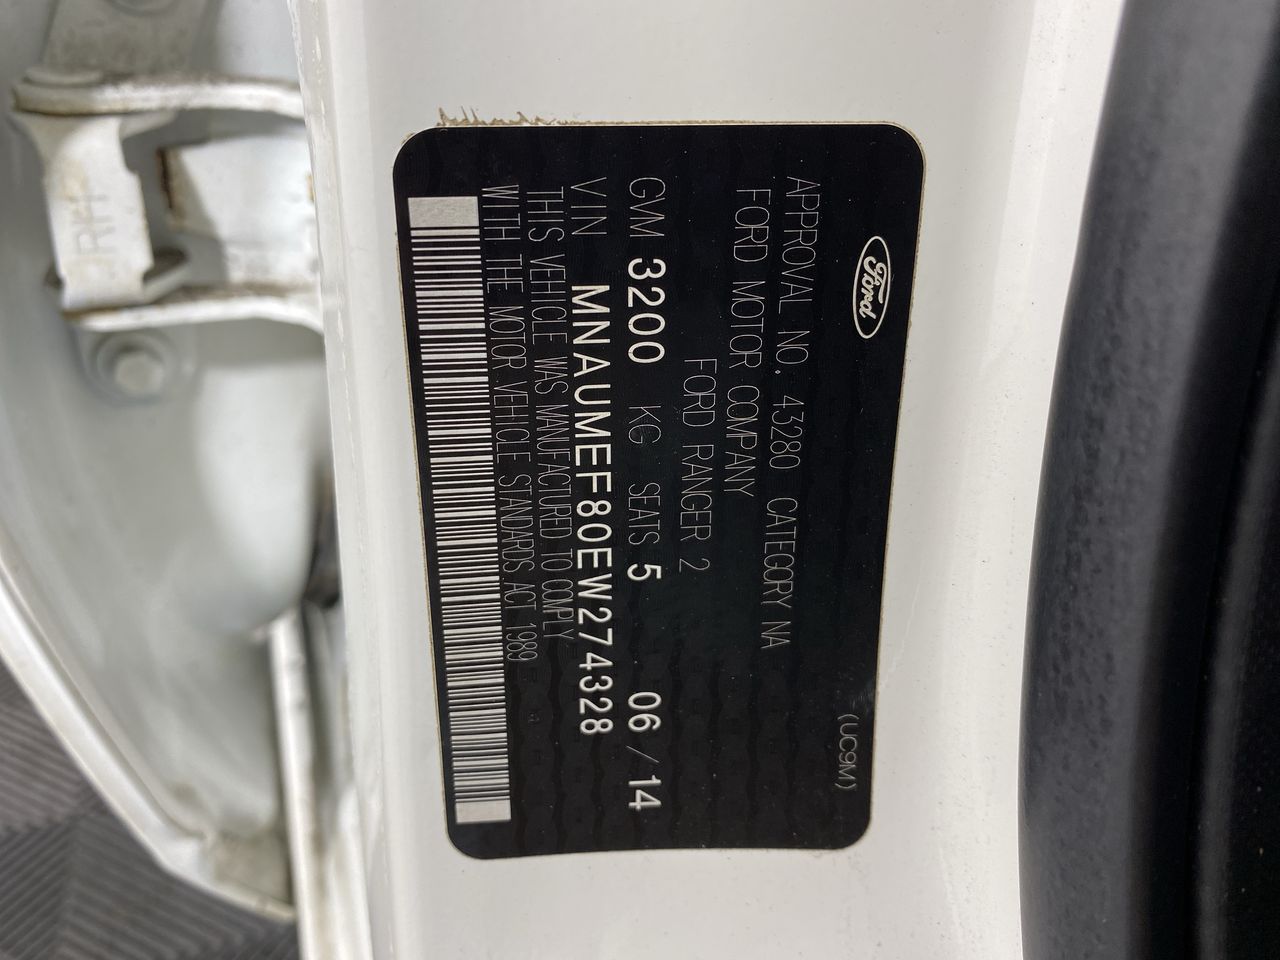 Ford
APPROVAL NO. 43280 CATEGORY NA
FORD MOTOR COMPANY
FORD RANGER 2
GVM 3200 KG SEATS 5 06/14
VIN MNAUMEF80EW274328
THIS VEHICLE WAS MANUFACTURED TO COMPLY
WITH THE MOTOR VEHICLE STANDARDS ACT 1989
(UC9M)
JRH